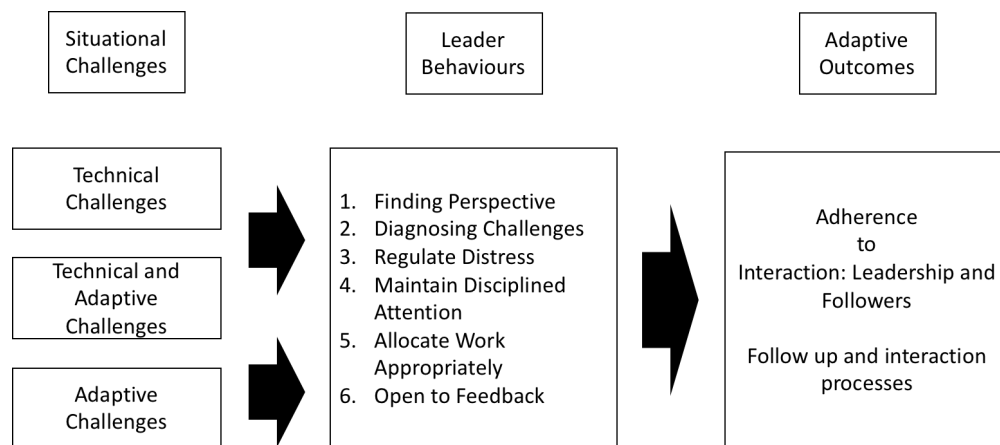 Situational
Challenges
Leader
Behaviours
Adaptive
Outcomes
Technical
Challenges
Technical and
Adaptive
Challenges
Adaptive
Challenges
1. Finding Perspective
2. Diagnosing Challenges
3. Regulate Distress
4. Maintain Disciplined
Attention
5. Allocate Work
Appropriately
6. Open to Feedback
Adherence
to
Interaction: Leadership and
Followers
Follow up and interaction
processes